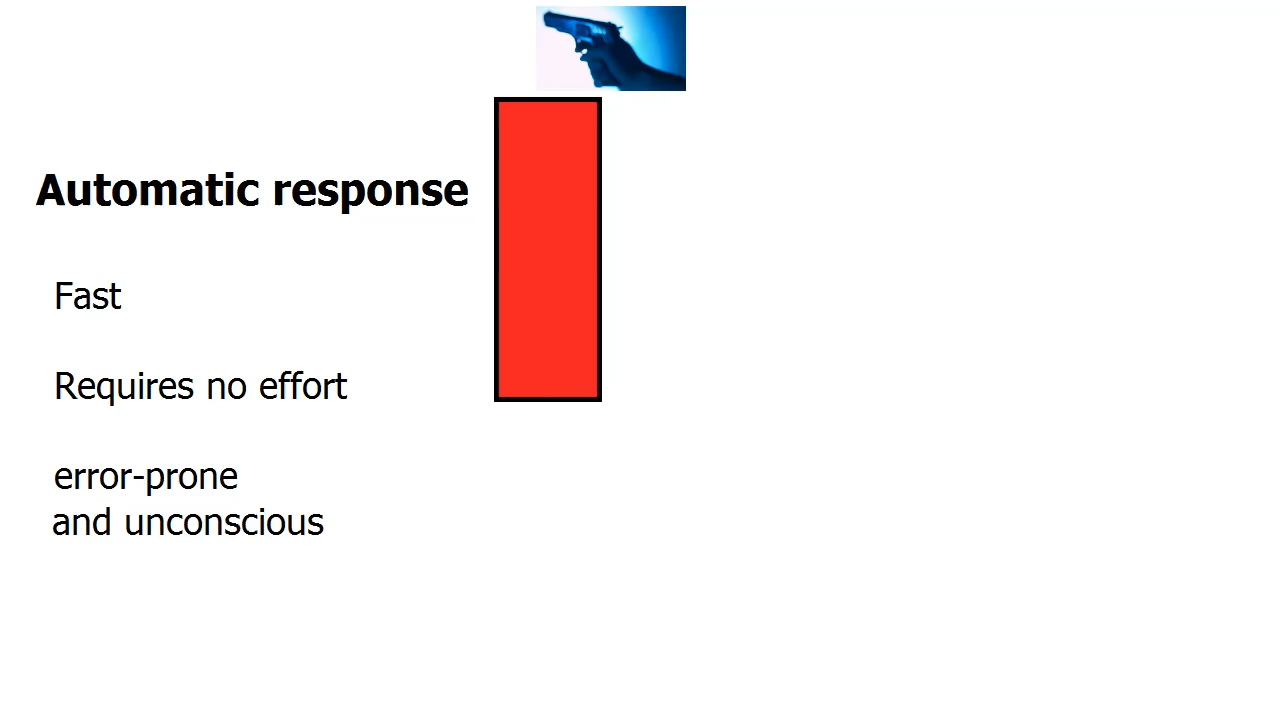 Automatic response
Fast
Requires no effort
error-prone
and unconscious